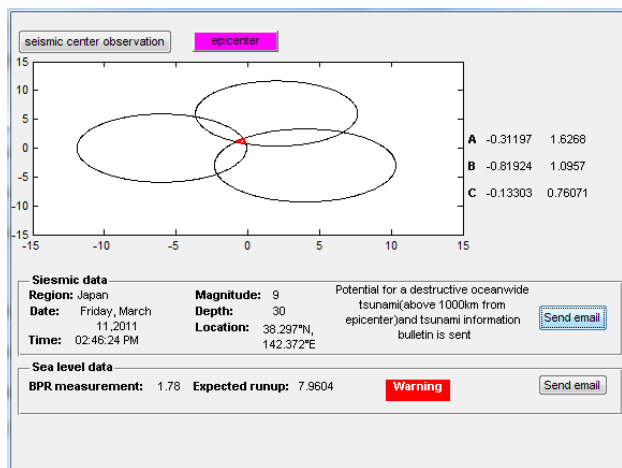 seismic center observation
epicenter
15
10
5
0
-5
-10
-15
-15
-10
-5
0
5
10
15
A -0.31197 1.6268
B -0.81924 1.0957
C -0.13303 0.76071
Siesmic data
Region: Japan
Date: Friday, March
11,2011
Time: 02:46:24 PM
Magnitude: 9
Depth: 30
Location: 38.297°N,
142.372°E
Potential for a destructive oceanwide
tsunami(above 1000km from
epicenter)and tsunami information
bulletin is sent
Send email
Sea level data
BPR measurement: 1.78
Expected runup: 7.9604
Warning
Send email